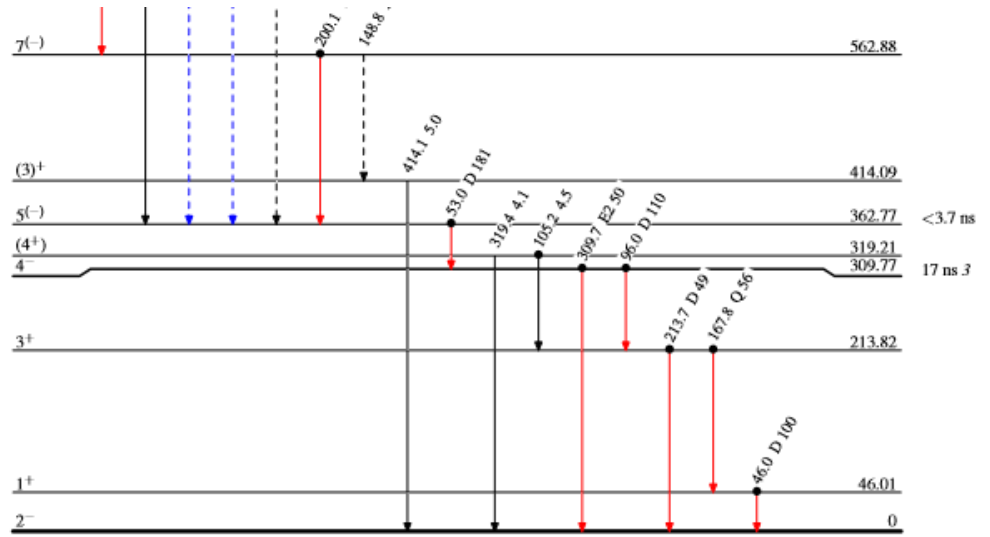 200.1
148.8
7(−) 562.88
414.1 5.0
(3)+ 414.09
53.0 D 181
5(−) 362.77 <3.7 ns
319.4 4.1
105.2 4.5
309.7 E2 50
96.0 D 110
(4+) 319.21
4− 309.77 17 ns 3
213.7 D 49
167.8 Q 56
3+ 213.82
46.0 D 100
1+ 46.01
2− 0